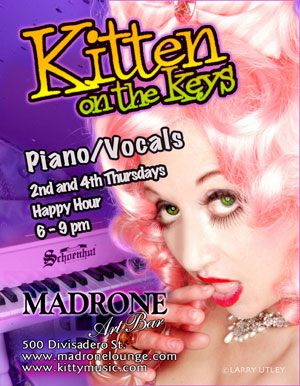 Kitten
on the Keys
Piano/Vocals
2nd and 4th Thursdays
Happy Hour
6 - 9 pm
Schoenhut
MADRONE
Art Bar
500 Divisadero St.
www.madronelounge.com
www.kittymusic.com
©LARRY UTLEY